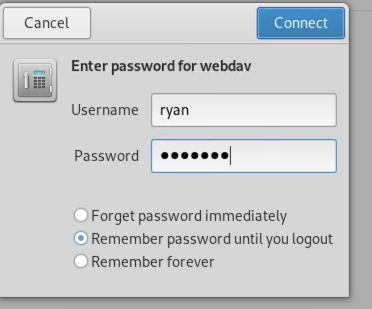 Cancel
Connect
Enter password for webdav
Username
ryan
Password
●●●●●●●
Forget password immediately
Remember password until you logout
Remember forever